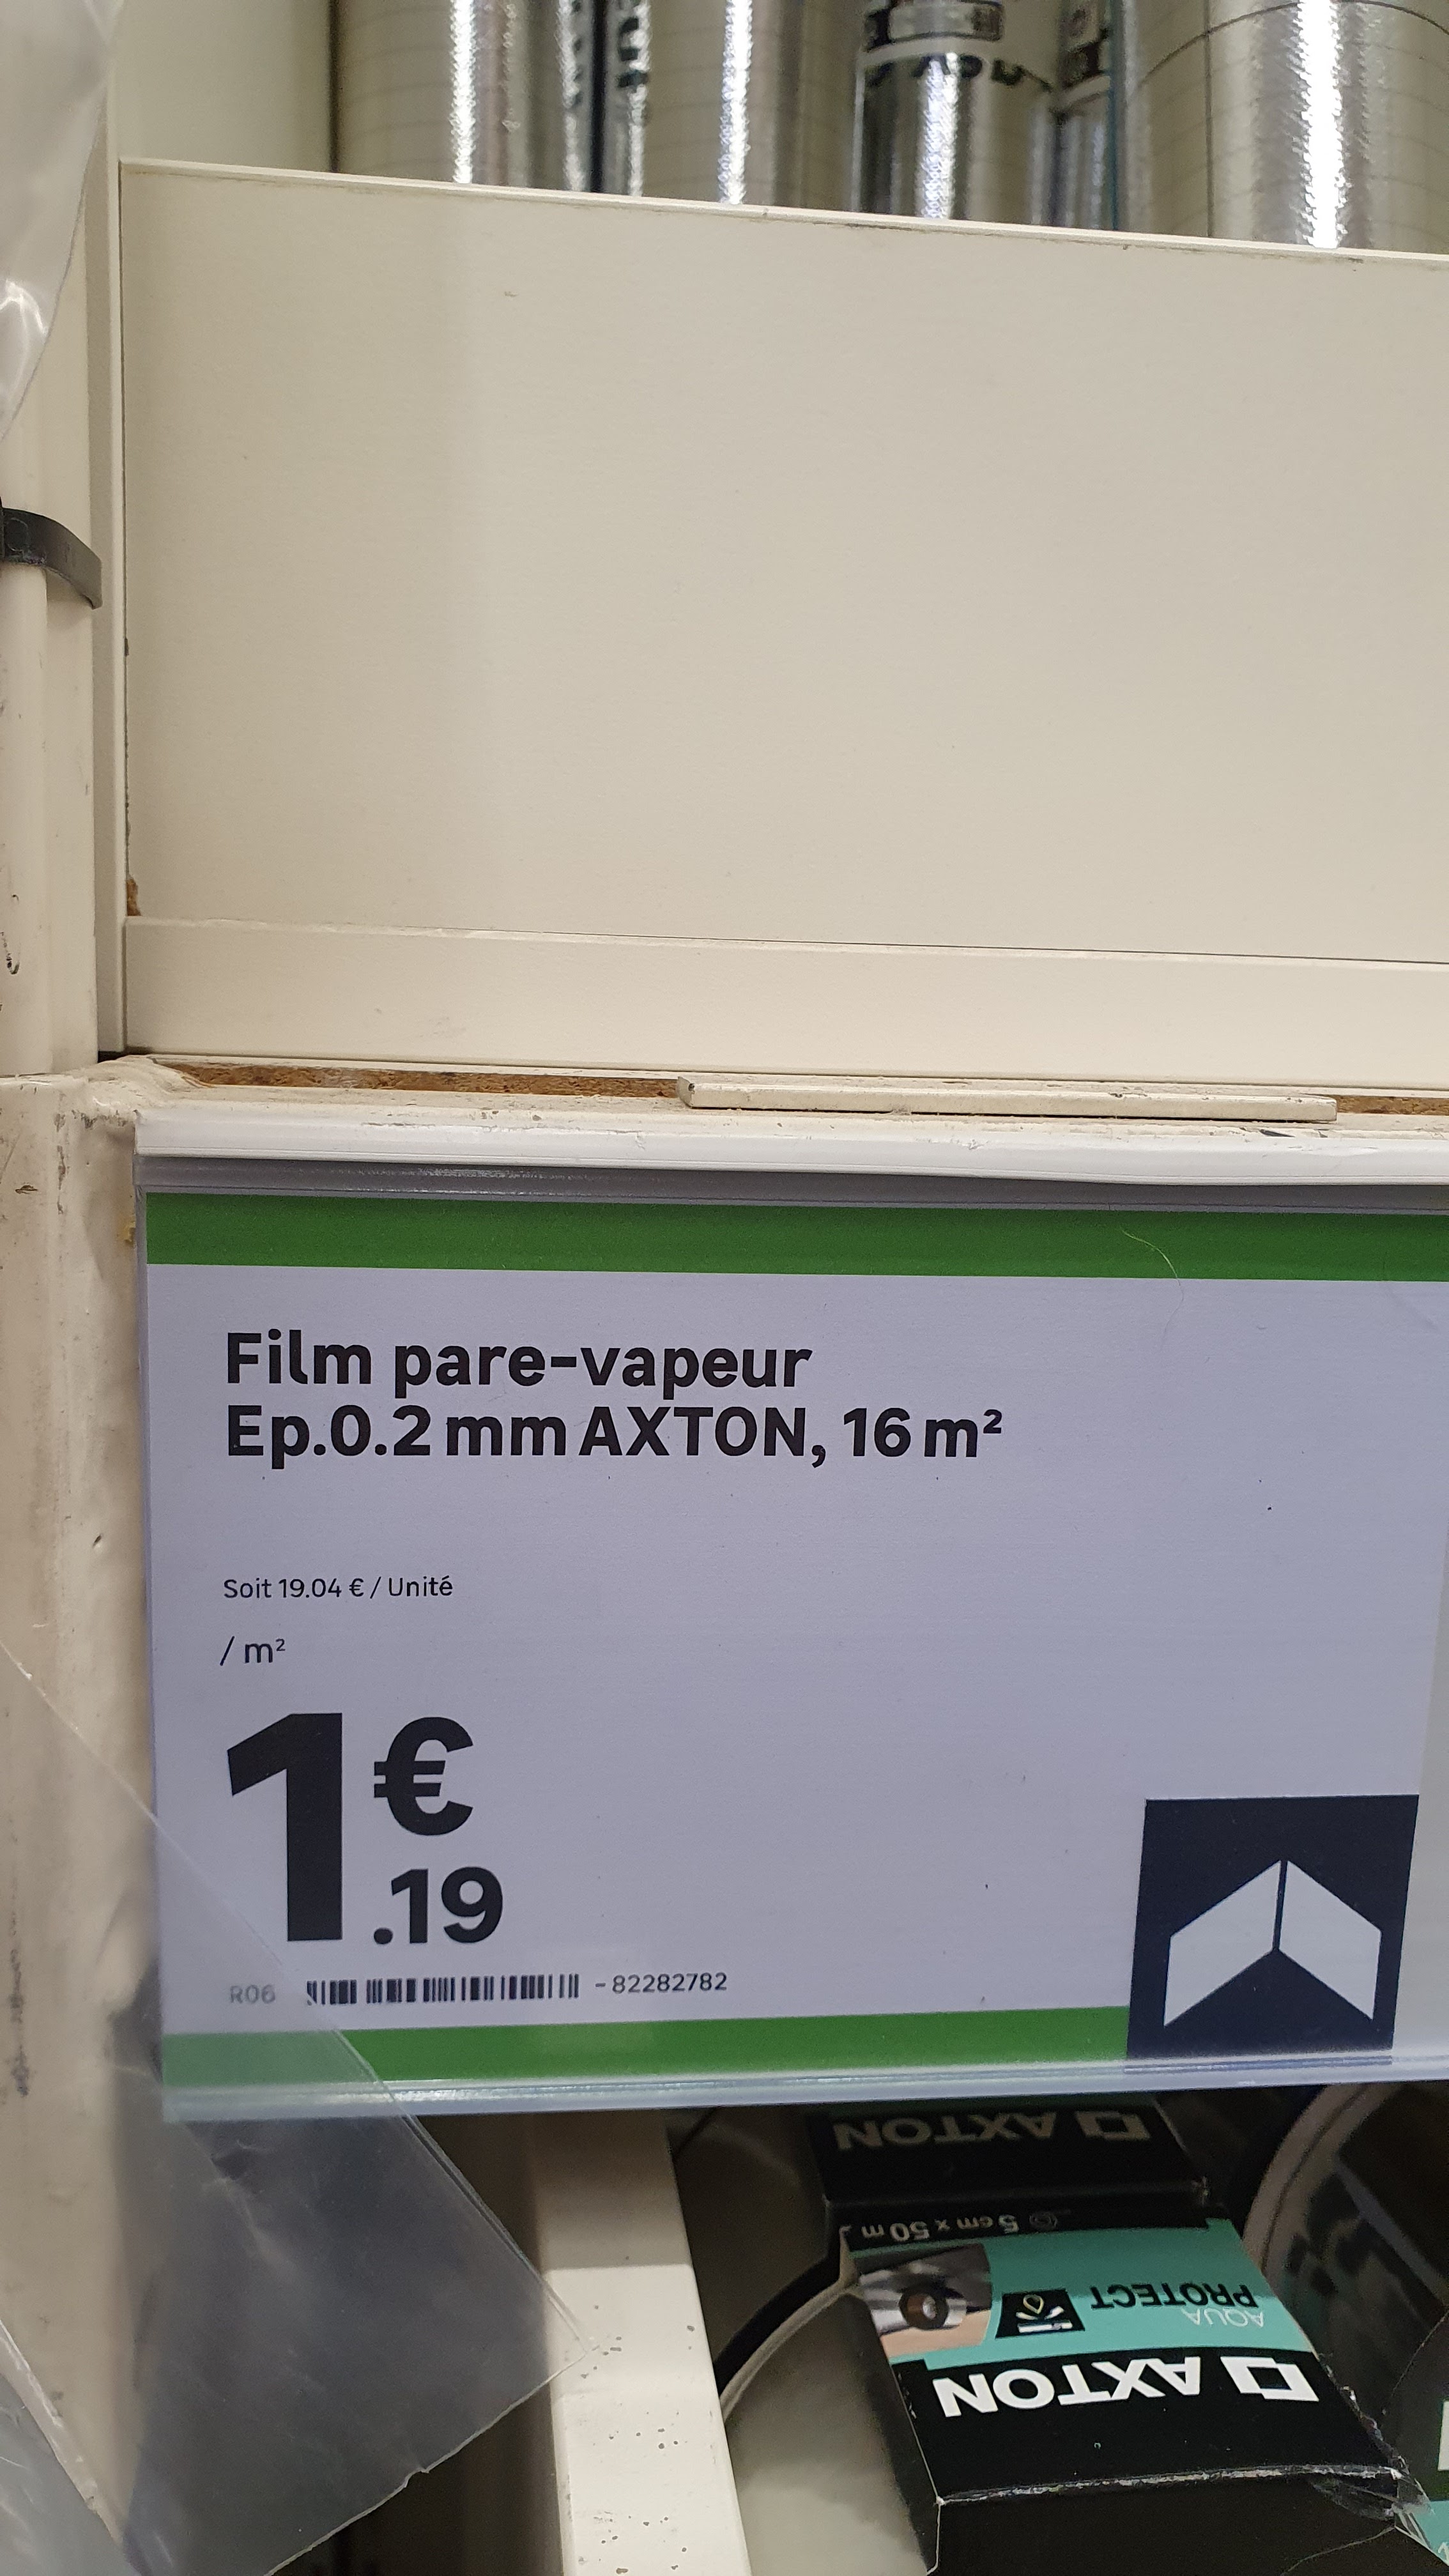 Film pare-vapeur
Ep.0.2 mm AXTON, 16 m²
Soit 19.04 € / Unité
/ m²
1€.19
R06 - 82282782
AXTON
5 cm x 50 m
AQUA
PROTECT
AXTON